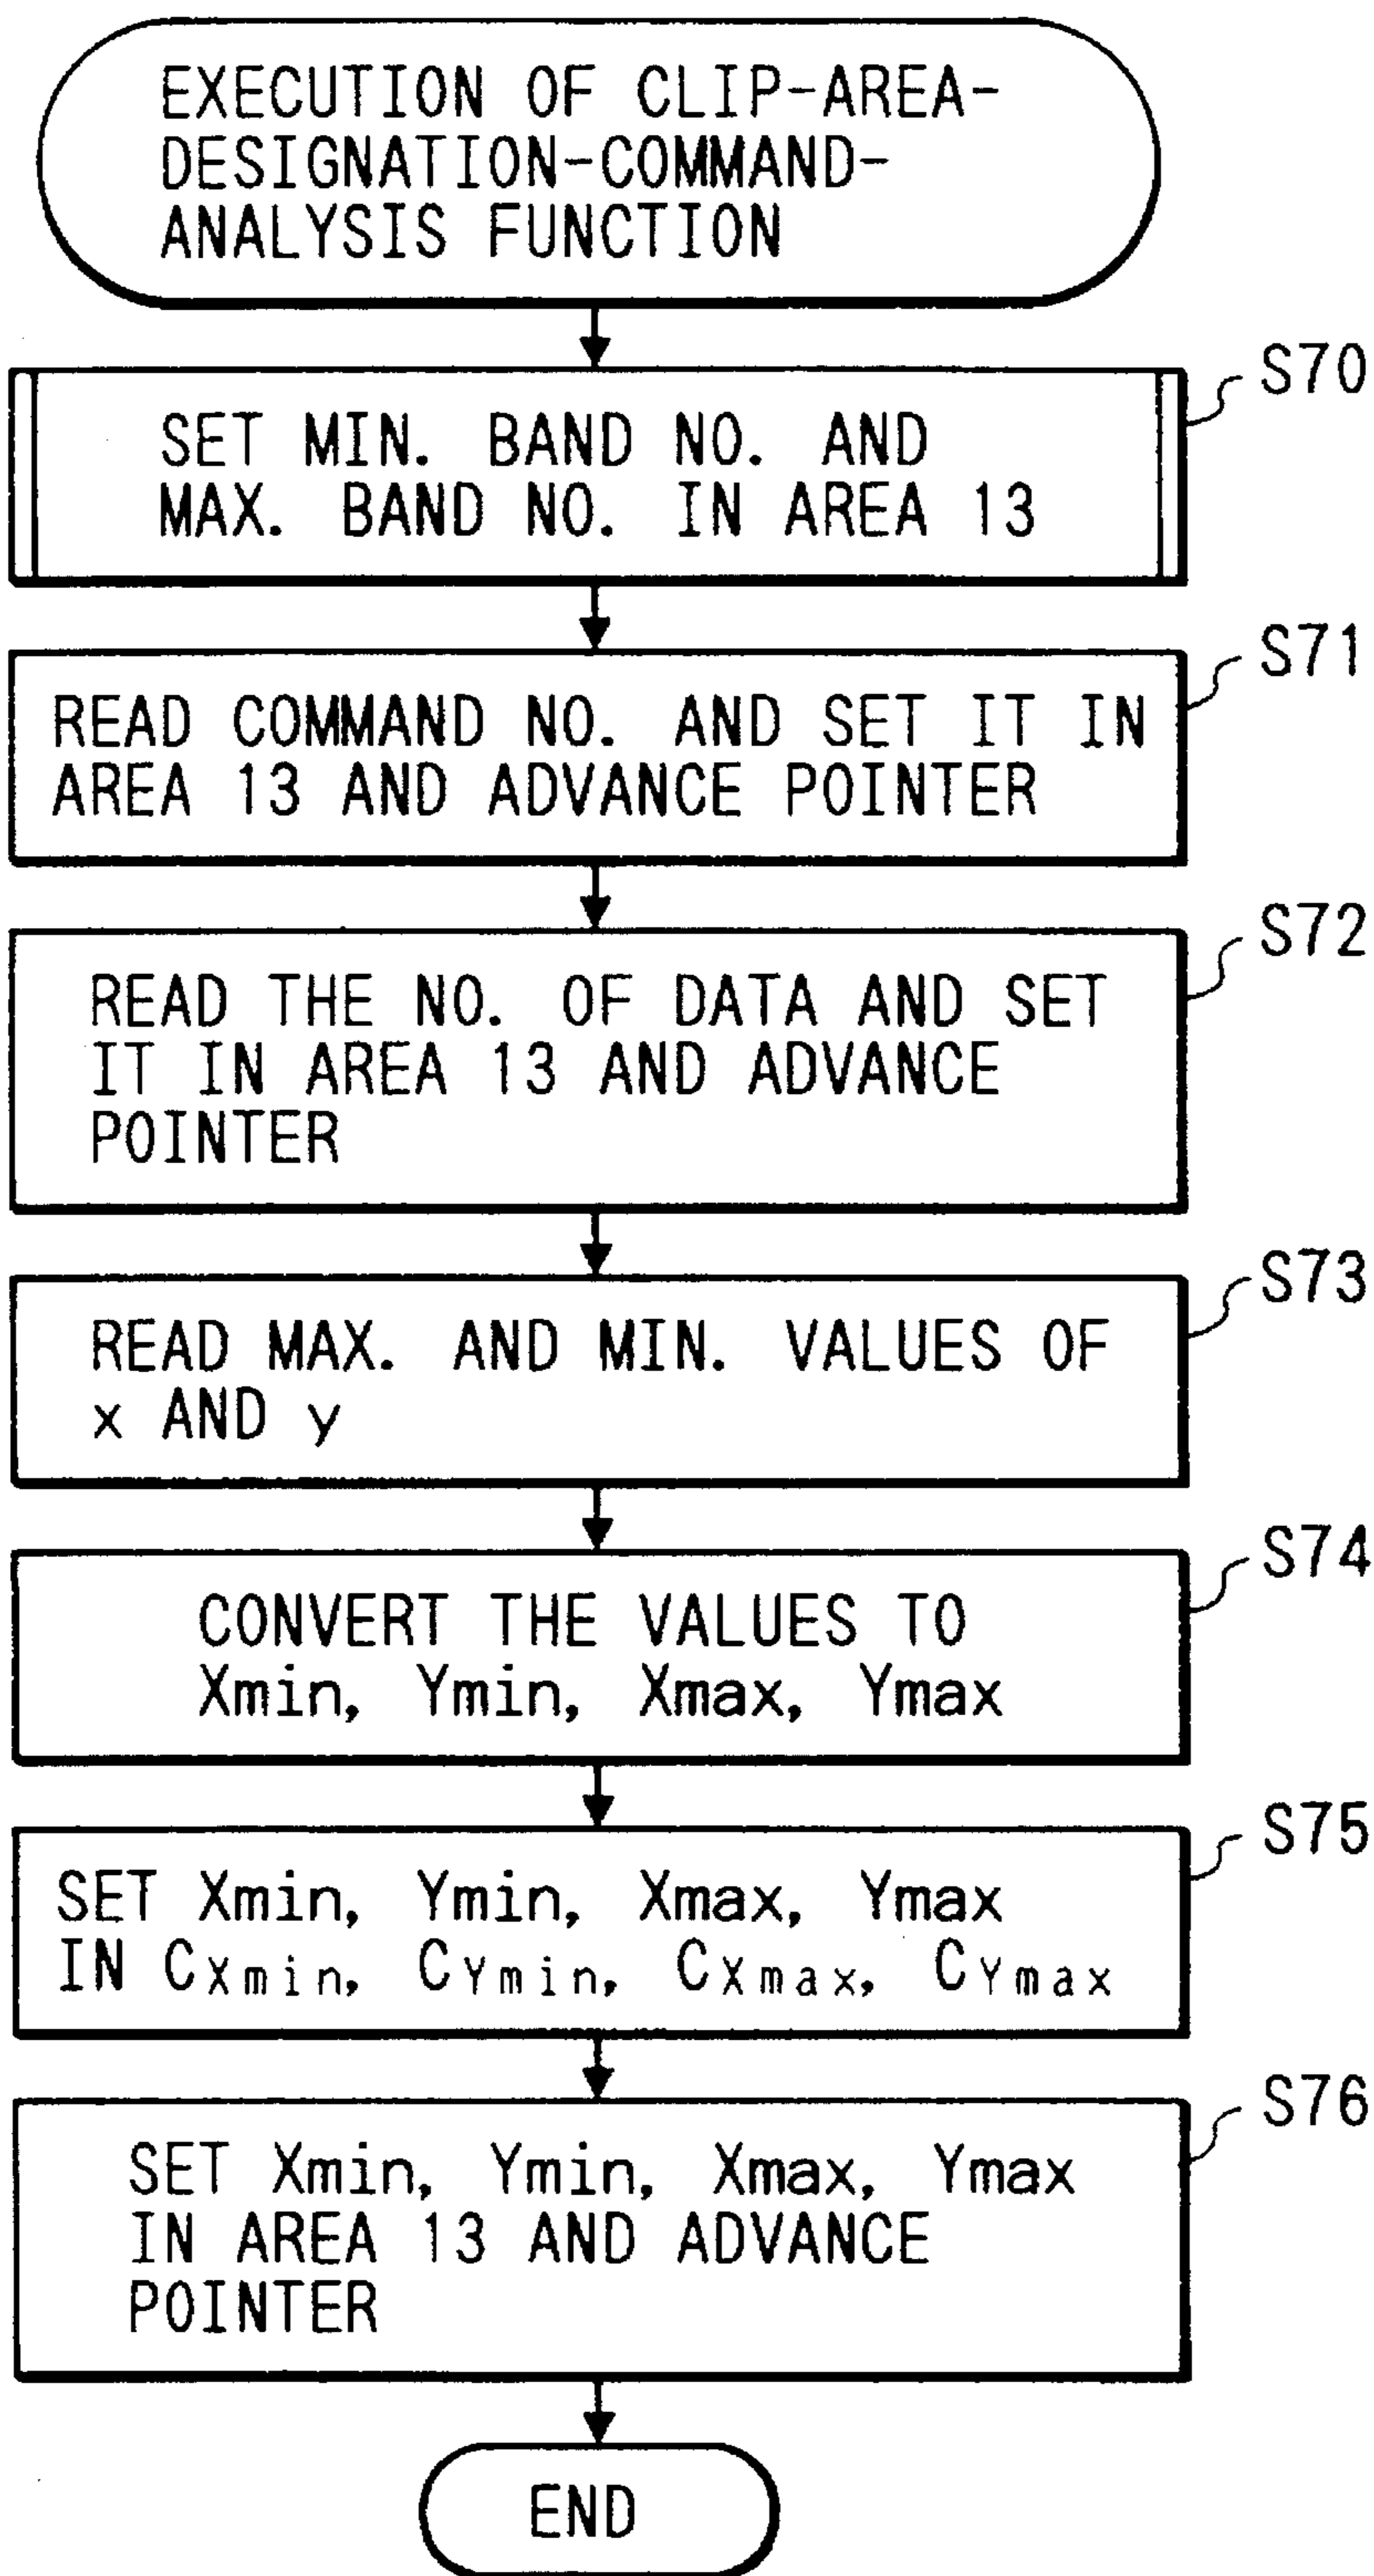 EXECUTION OF CLIP-AREA-
DESIGNATION-COMMAND-
ANALYSIS FUNCTION
S70
SET MIN. BAND NO. AND
MAX. BAND NO. IN AREA 13
S71
READ COMMAND NO. AND SET IT IN
AREA 13 AND ADVANCE POINTER
S72
READ THE NO. OF DATA AND SET
IT IN AREA 13 AND ADVANCE
POINTER
S73
READ MAX. AND MIN. VALUES OF
x AND y
S74
CONVERT THE VALUES TO
Xmin, Ymin, Xmax, Ymax
S75
SET Xmin, Ymin, Xmax, Ymax
IN CXmin, CYmin, CXmax, CYmax
S76
SET Xmin, Ymin, Xmax, Ymax
IN AREA 13 AND ADVANCE
POINTER
END